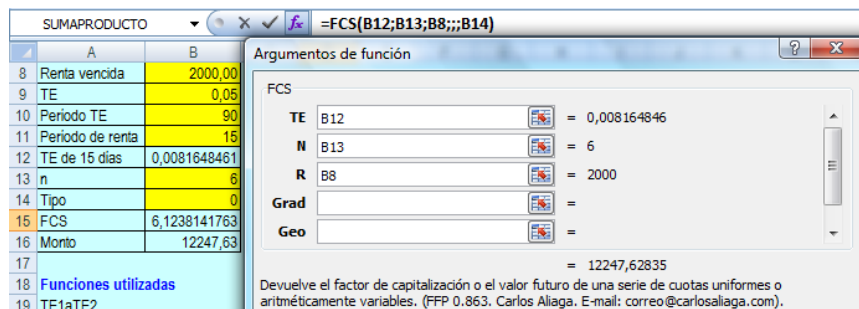 SUMAPRODUCTO fx =FCS(B12;B13;B8;;;B14)
A B
8 Renta vencida 2000,00
9 TE 0,05
10 Periodo TE 90
11 Periodo de renta 15
12 TE de 15 días 0,0081648461
13 n 6
14 Tipo 0
15 FCS 6,1238141763
16 Monto 12247,63
17
18 Funciones utilizadas
19 TE1aTE2
Argumentos de función
FCS
TE B12 = 0,008164846
N B13 = 6
R B8 = 2000
Grad =
Geo =
= 12247,62835
Devuelve el factor de capitalización o el valor futuro de una serie de cuotas uniformes o
aritméticamente variables. (FFP 0.863. Carlos Aliaga. E-mail: correo@carlosaliaga.com).